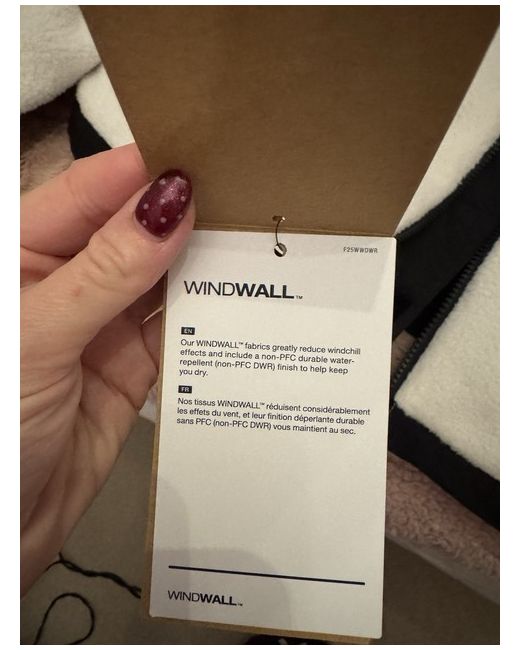 F25WWDWR
WINDWALL™
EN
Our WINDWALL™ fabrics greatly reduce windchill
effects and include a non-PFC durable water-
repellent (non-PFC DWR) finish to help keep
you dry.
FR
Nos tissus WINDWALL™ réduisent considérablement
les effets du vent, et leur finition déperlante durable
sans PFC (non-PFC DWR) vous maintient au sec.
WINDWALL™